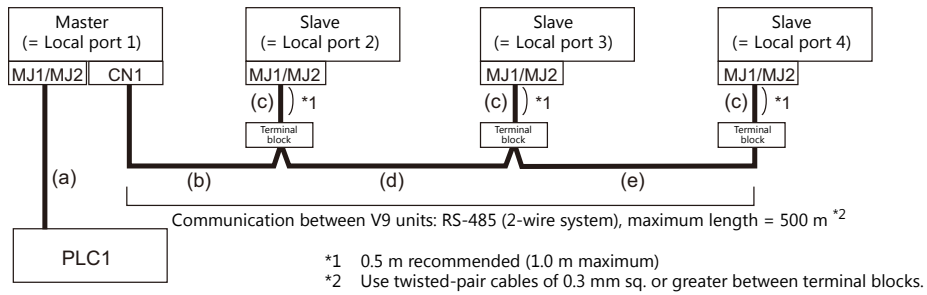 Master
(= Local port 1)
Slave
(= Local port 2)
Slave
(= Local port 3)
Slave
(= Local port 4)
MJ1/MJ2
CN1
MJ1/MJ2
MJ1/MJ2
MJ1/MJ2
(c)
*1
(c)
*1
(c)
*1
Terminal
block
Terminal
block
Terminal
block
(a)
(b)
(d)
(e)
Communication between V9 units: RS-485 (2-wire system), maximum length = 500 m *2
PLC1
*1 0.5 m recommended (1.0 m maximum)
*2 Use twisted-pair cables of 0.3 mm sq. or greater between terminal blocks.